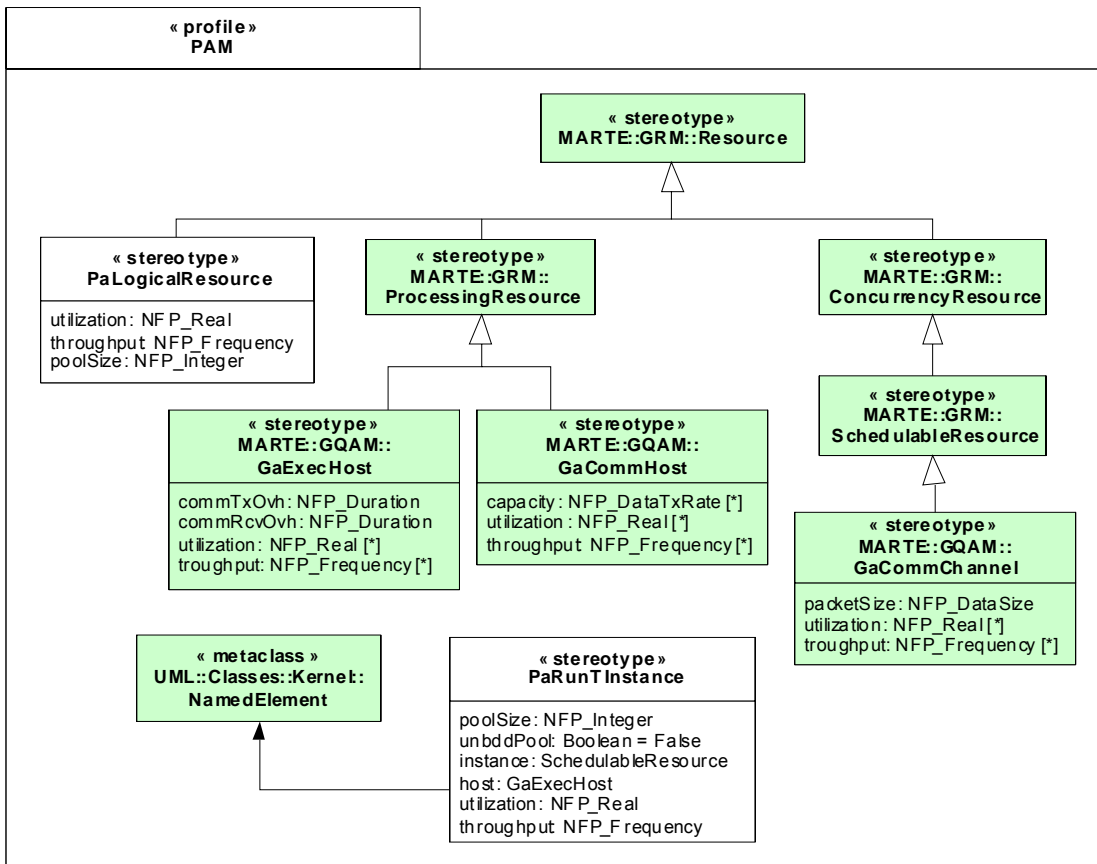 « profile»
PAM
« stereotype»
MARTE::GRM::Resource
« stereotype»
PaLogicalResource
utilization: NFP_Real
throughput: NFP_Frequency
poolSize: NFP_Integer
« stereotype»
MARTE::GRM::
ProcessingResource
« stereotype»
MARTE::GRM::
ConcurrencyResource
« stereotype»
MARTE::GRM::
SchedulableResource
« stereotype»
MARTE::GQAM::
GaExecHost
commTxOvh: NFP_Duration
commRcvOvh: NFP_Duration
utilization: NFP_Real [*]
troughput: NFP_Frequency [*]
« stereotype»
MARTE::GQAM::
GaCommHost
capacity: NFP_DataTxRate [*]
utilization: NFP_Real [*]
throughput: NFP_Frequency [*]
« stereotype»
MARTE::GQAM::
GaCommChannel
packetSize: NFP_DataSize
utilization: NFP_Real [*]
troughput: NFP_Frequency [*]
« metaclass »
UML::Classes::Kernel::
NamedElement
« stereotype»
PaRunTInstance
poolSize: NFP_Integer
unbddPool: Boolean = False
instance: SchedulableResource
host: GaExecHost
utilization: NFP_Real
throughput: NFP_Frequency